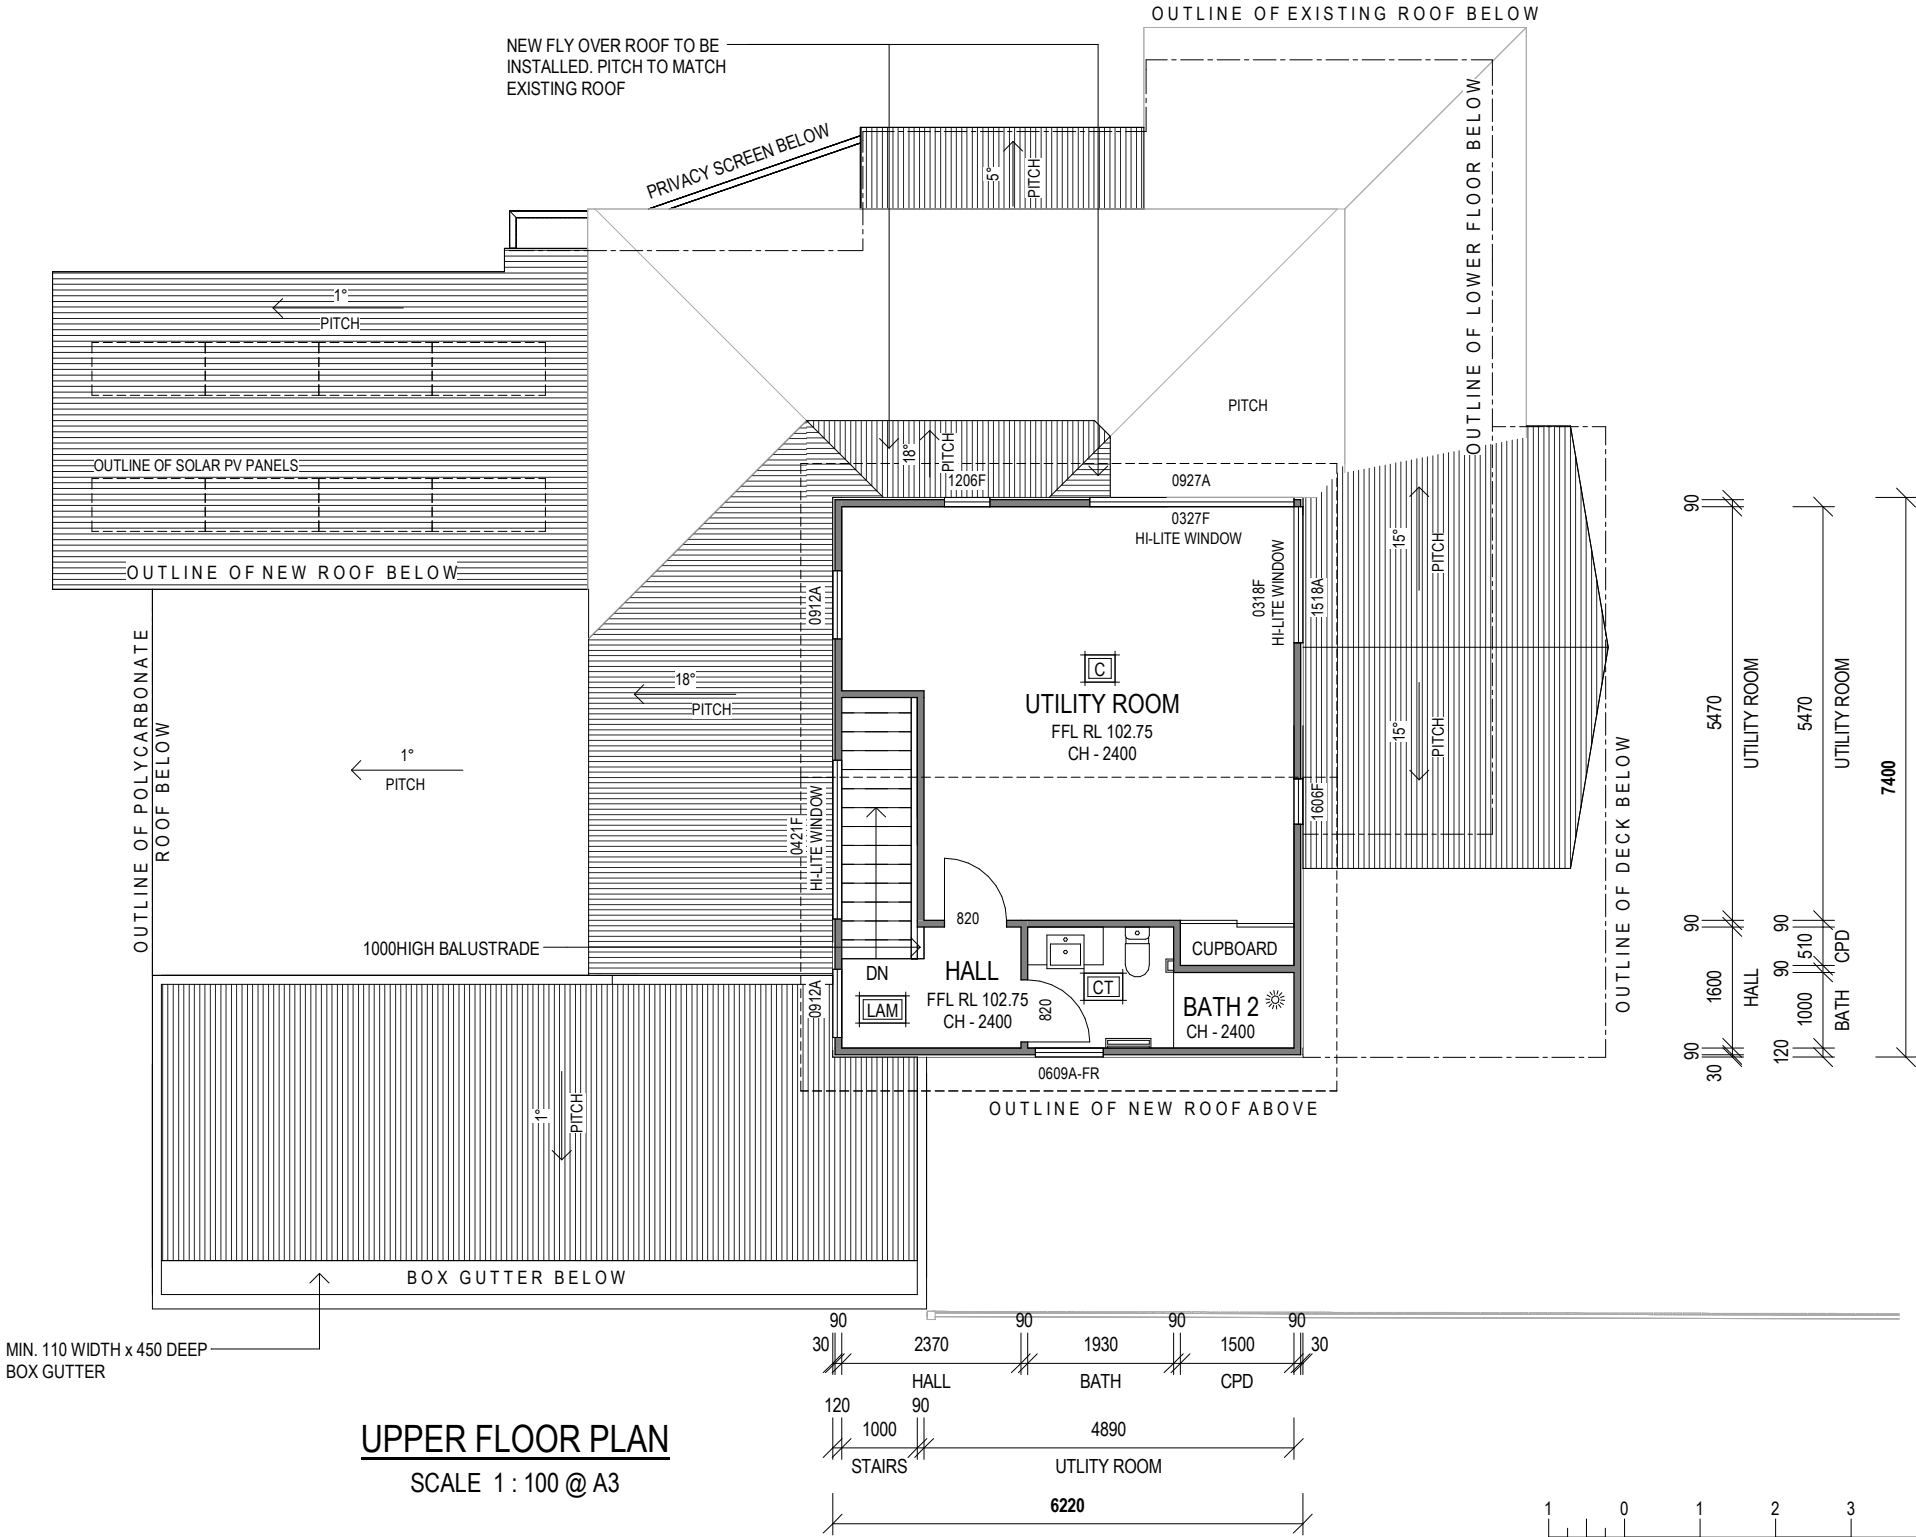 OUTLINE OF EXISTING ROOF BELOW
NEW FLY OVER ROOF TO BE
INSTALLED. PITCH TO MATCH
EXISTING ROOF
PRIVACY SCREEN BELOW
5°
PITCH
OUTLINE OF LOWER FLOOR BELOW
1°
PITCH
OUTLINE OF SOLAR PV PANELS
OUTLINE OF NEW ROOF BELOW
PITCH
18°
PITCH
1206F
0927A
0327F
HI-LITE WINDOW
0318F
HI-LITE WINDOW
1518A
0912A
15°
PITCH
15°
PITCH
18°
PITCH
C
UTILITY ROOM
FFL RL 102.75
CH - 2400
OUTLINE OF POLYCARBONATE
ROOF BELOW
1°
PITCH
0421F
HI-LITE WINDOW
1606F
OUTLINE OF DECK BELOW
1000HIGH BALUSTRADE
820
CUPBOARD
DN
HALL
FFL RL 102.75
CH - 2400
LAM
0912A
820
CT
BATH 2
CH - 2400
0609A-FR
OUTLINE OF NEW ROOF ABOVE
1°
PITCH
BOX GUTTER BELOW
MIN. 110 WIDTH x 450 DEEP
BOX GUTTER
90
5470
UTILITY ROOM
90
1600
HALL
90
30
5470
UTILITY ROOM
90
510
CPD
90
1000
BATH
120
7400
90
90
90
90
30
2370
1930
1500
30
HALL
BATH
CPD
120
90
1000
4890
STAIRS
UTLITY ROOM
6220
UPPER FLOOR PLAN
SCALE 1 : 100 @ A3
1
0
1
2
3